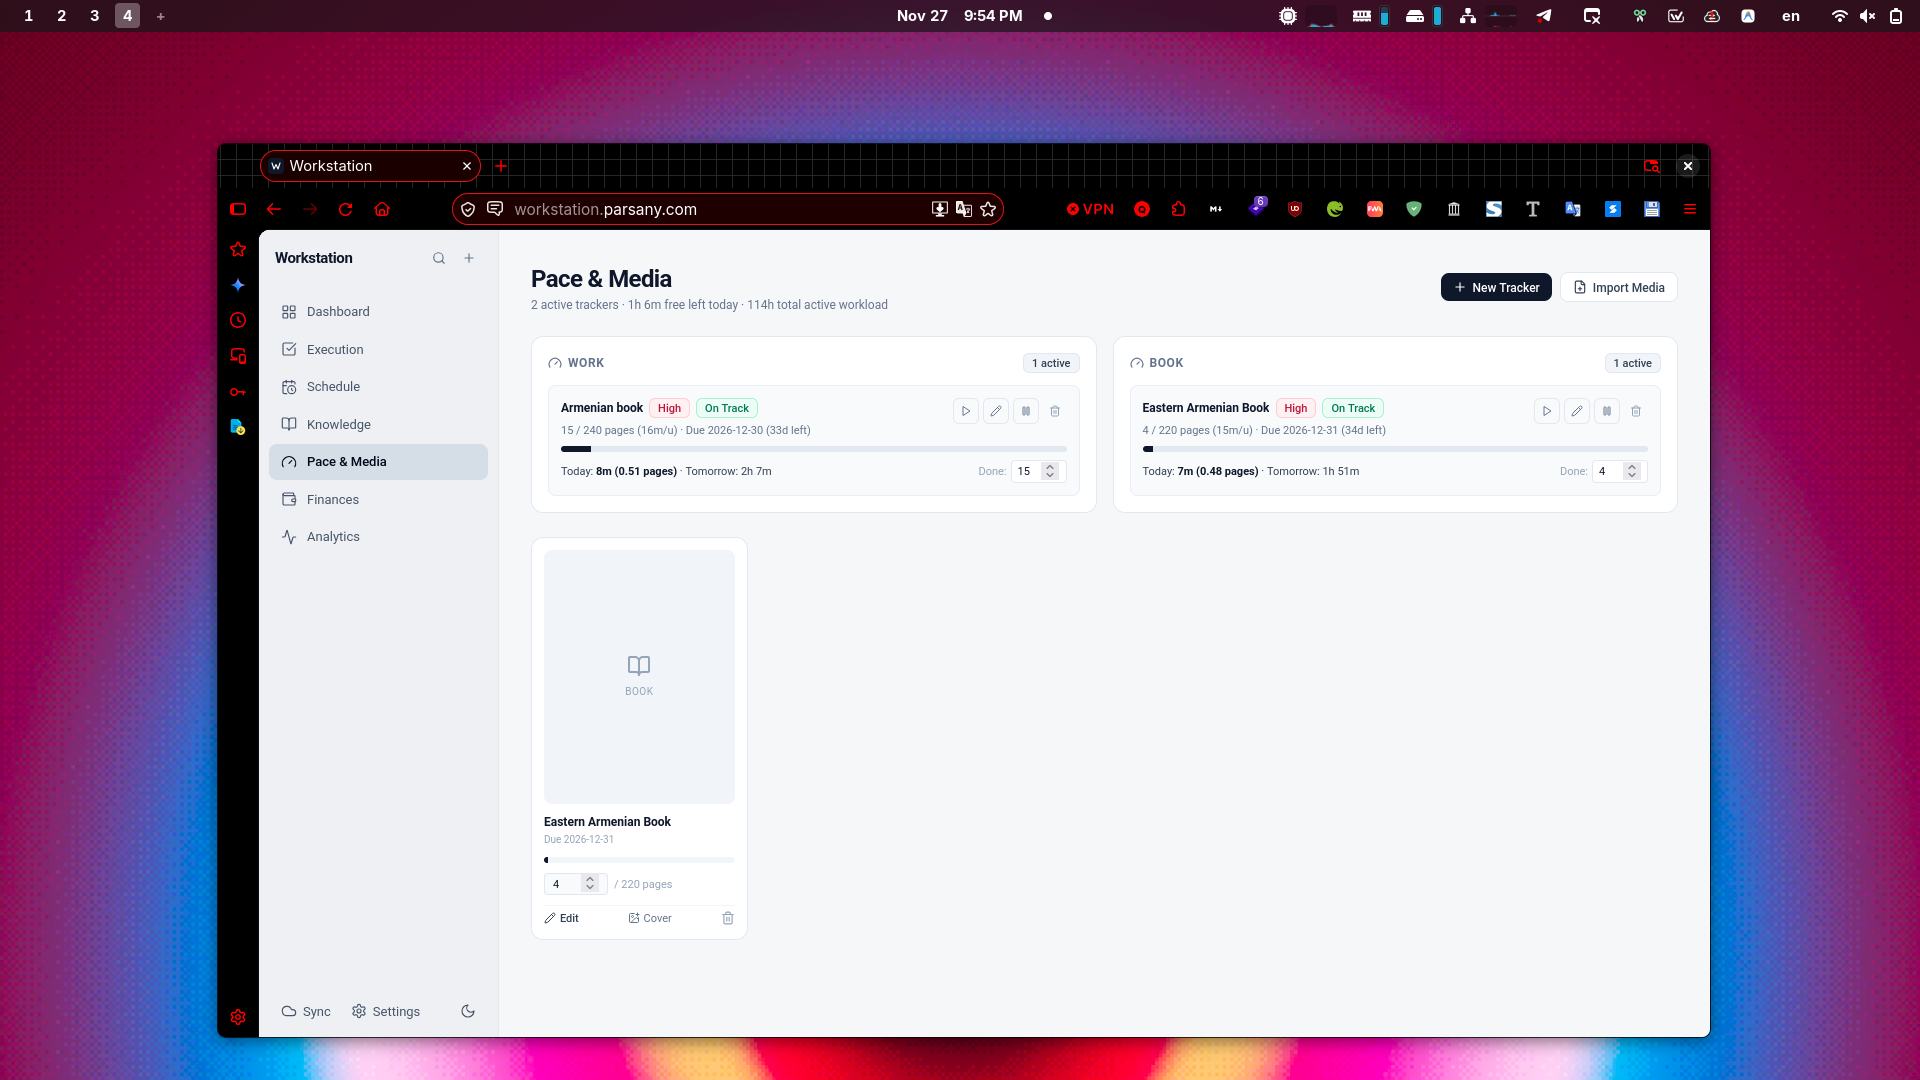 1 2 3 4 +
Nov 27 9:54 PM
en
Workstation
workstation.parsany.com
VPN
6
Workstation
Dashboard
Execution
Schedule
Knowledge
Pace & Media
Finances
Analytics
Sync
Settings
Pace & Media
2 active trackers · 1h 6m free left today · 114h total active workload
+ New Tracker
Import Media
WORK
1 active
Armenian book High On Track
15 / 240 pages (16m/u) · Due 2026-12-30 (33d left)
Today: 8m (0.51 pages) · Tomorrow: 2h 7m
Done: 15
BOOK
1 active
Eastern Armenian Book High On Track
4 / 220 pages (15m/u) · Due 2026-12-31 (34d left)
Today: 7m (0.48 pages) · Tomorrow: 1h 51m
Done: 4
BOOK
Eastern Armenian Book
Due 2026-12-31
4 / 220 pages
Edit
Cover